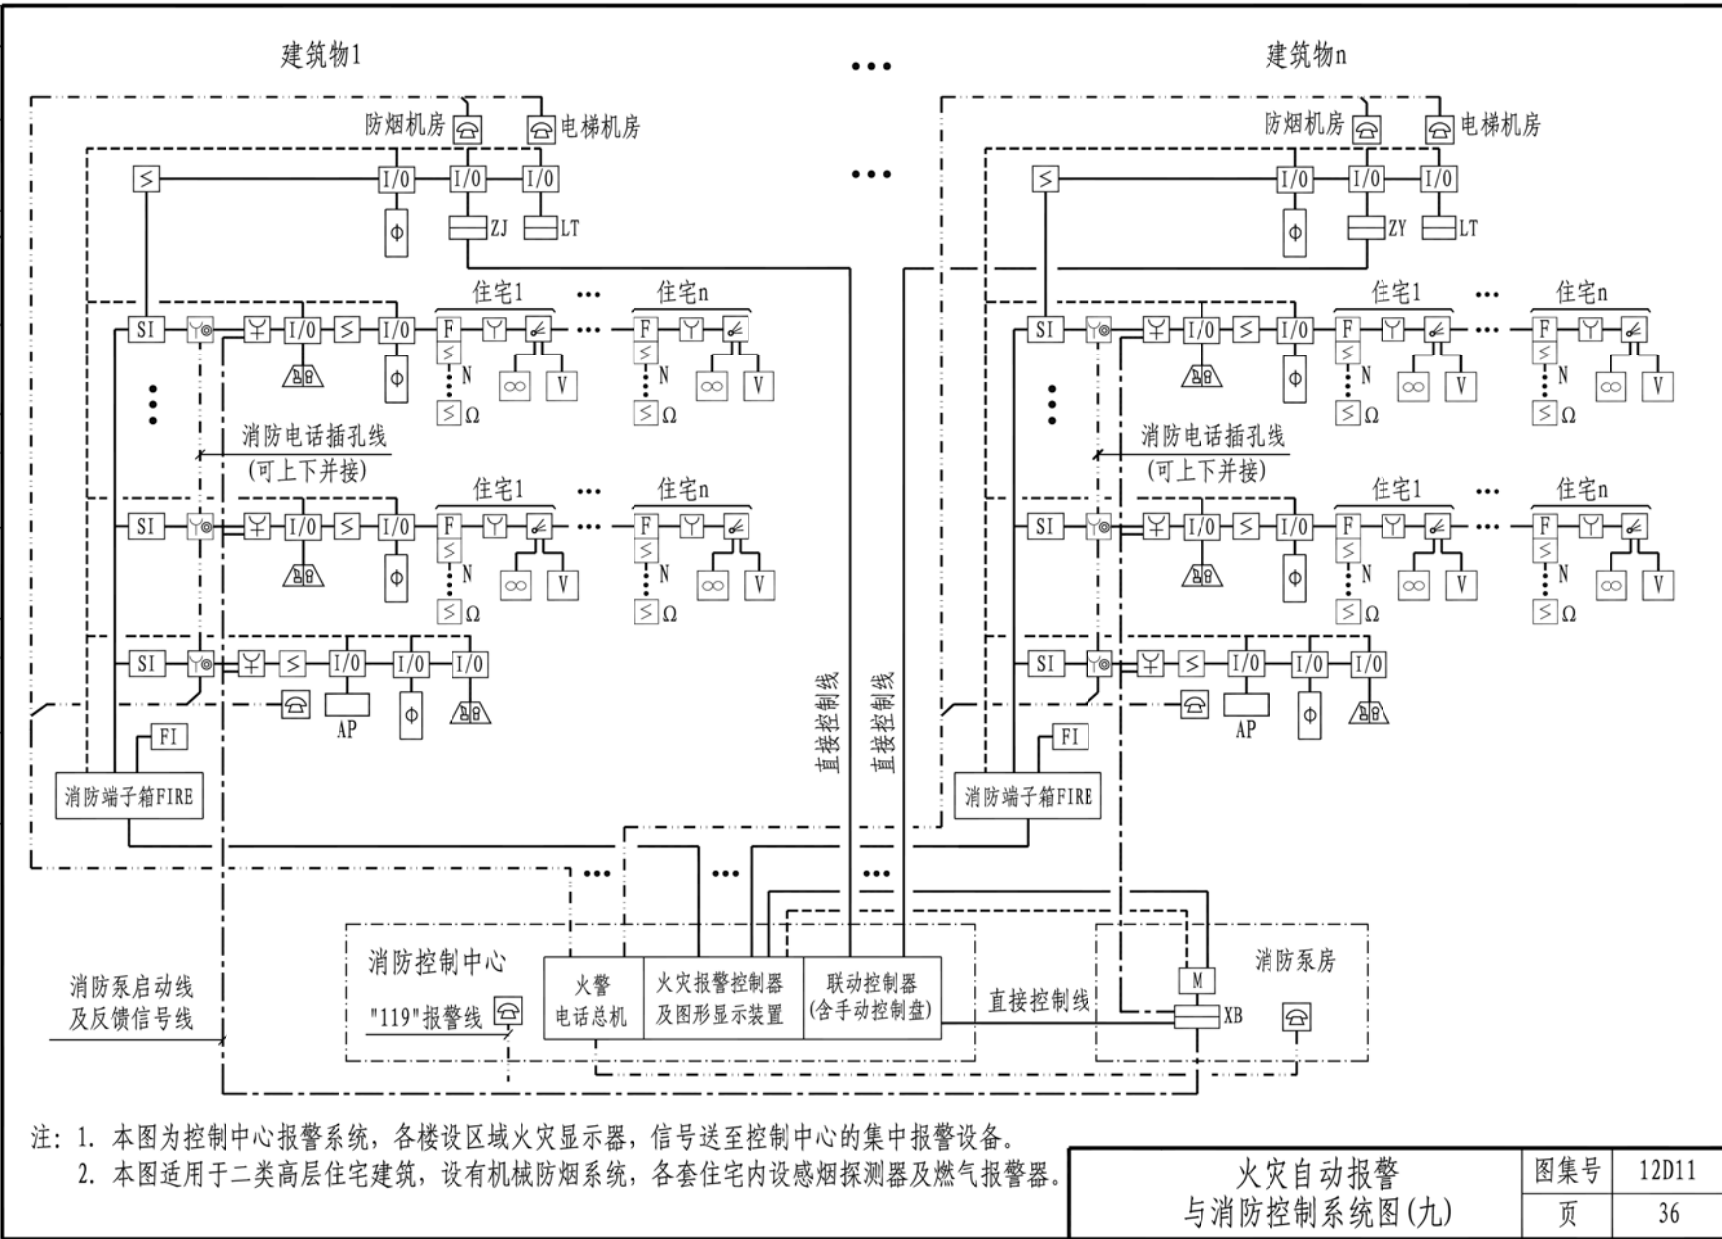 建筑物1
建筑物n
防烟机房
电梯机房
防烟机房
电梯机房
I/O I/O I/O
I/O I/O I/O
Φ ZJ LT
Φ ZY LT
住宅1 住宅n
住宅1 住宅n
SI I/O I/O F F
SI I/O I/O F F
Φ N V N V
Φ N V N V
Ω Ω
Ω Ω
消防电话插孔线
(可上下并接)
消防电话插孔线
(可上下并接)
住宅1 住宅n
住宅1 住宅n
SI I/O I/O F F
SI I/O I/O F F
Φ N V N V
Φ N V N V
Ω Ω
Ω Ω
SI I/O I/O I/O
SI I/O I/O I/O
AP Φ
AP Φ
直接控制线
直接控制线
FI
FI
消防端子箱FIRE
消防端子箱FIRE
消防控制中心
"119"报警线
火警
电话总机
火灾报警控制器
及图形显示装置
联动控制器
(含手动控制盘)
直接控制线
消防泵房
M
XB
消防泵启动线
及反馈信号线
注: 1. 本图为控制中心报警系统, 各楼设区域火灾显示器, 信号送至控制中心的集中报警设备。
2. 本图适用于二类高层住宅建筑, 设有机械防烟系统, 各套住宅内设感烟探测器及燃气报警器。
火灾自动报警
与消防控制系统图(九)
图集号 12D11
页 36